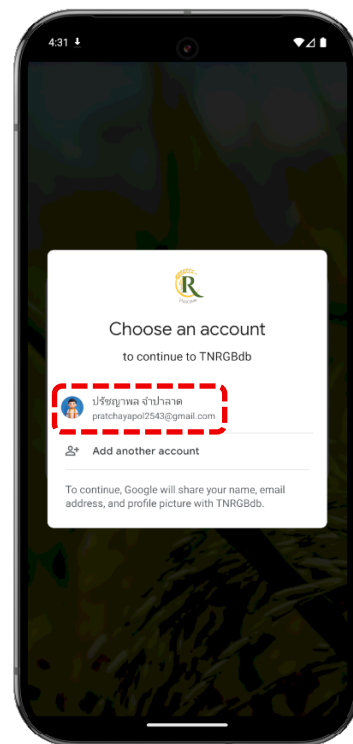 4:31
R
Choose an account
to continue to TNRGBdb
ปรัชญาพล จำปาลาด
pratchayapol2543@gmail.com
Add another account
To continue, Google will share your name, email
address, and profile picture with TNRGBdb.